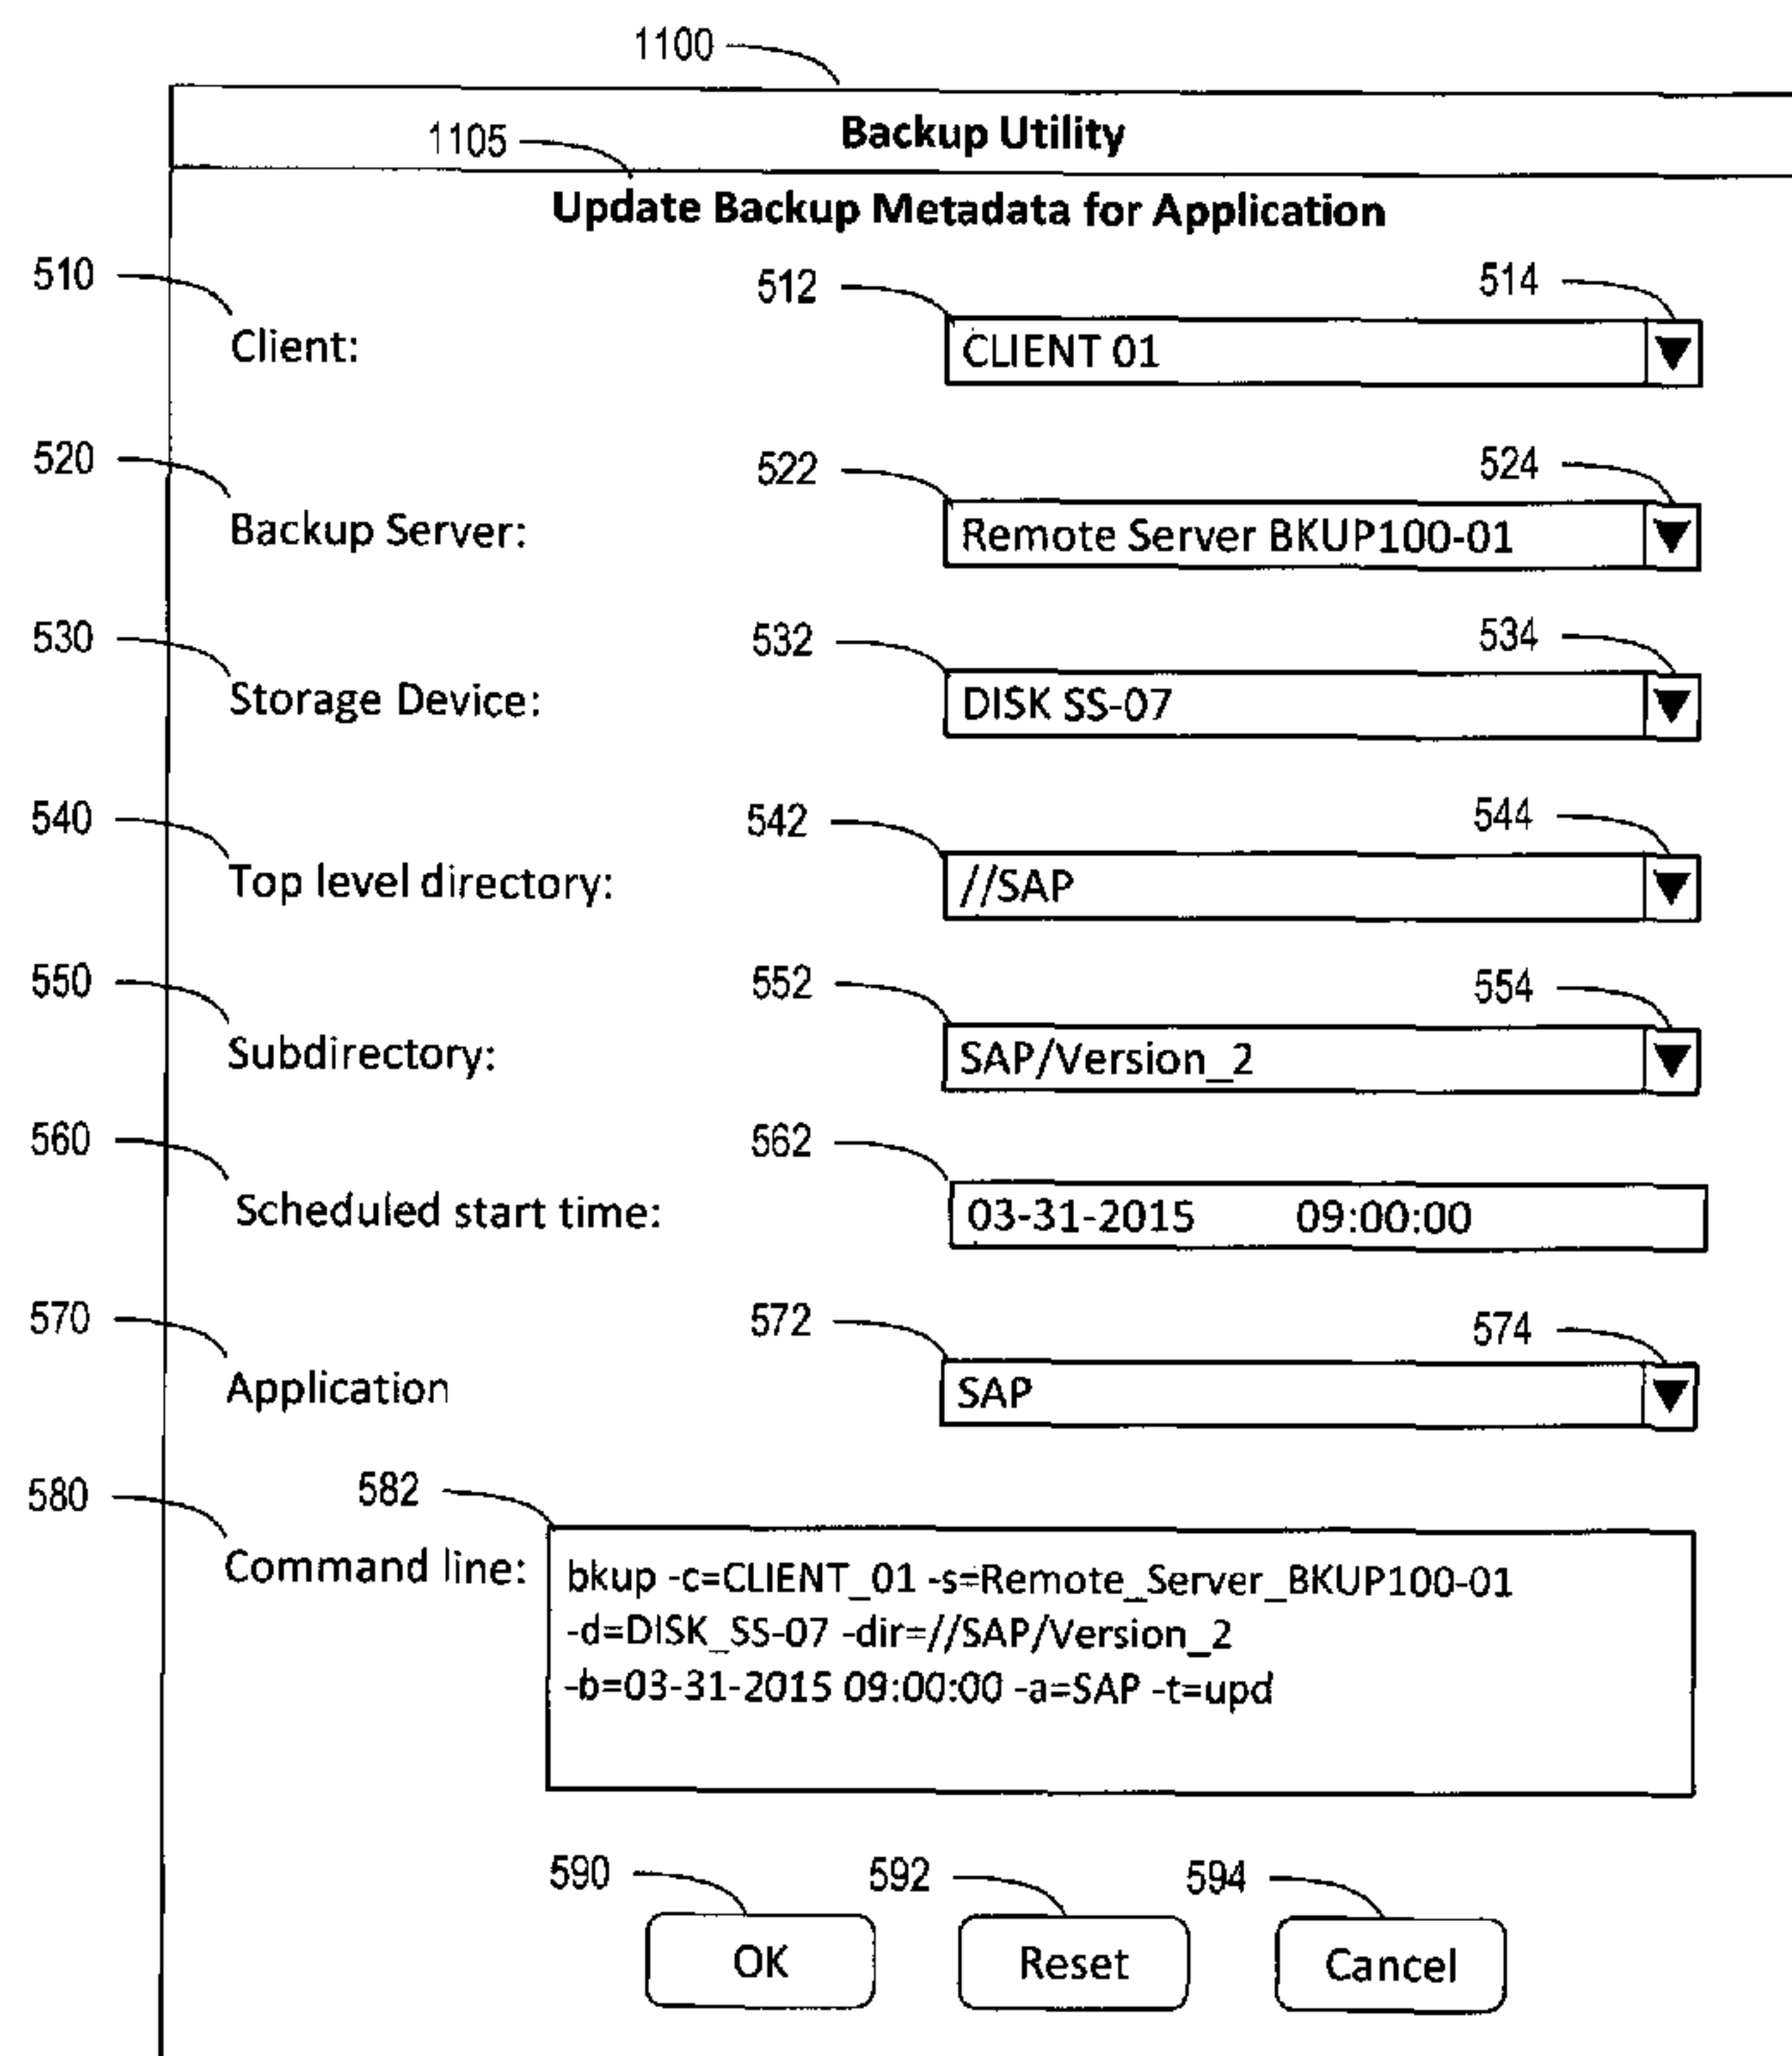 1100
Backup Utility
1105
Update Backup Metadata for Application
510
512
514
Client:
CLIENT 01
520
522
524
Backup Server:
Remote Server BKUP100-01
530
532
534
Storage Device:
DISK SS-07
540
542
544
Top level directory:
//SAP
550
552
554
Subdirectory:
SAP/Version_2
560
562
Scheduled start time:
03-31-2015 09:00:00
570
572
574
Application
SAP
580
582
Command line:
bkup -c=CLIENT_01 -s=Remote_Server_BKUP100-01
-d=DISK_SS-07 -dir=//SAP/Version_2
-b=03-31-2015 09:00:00 -a=SAP -t=upd
590
592
594
OK
Reset
Cancel